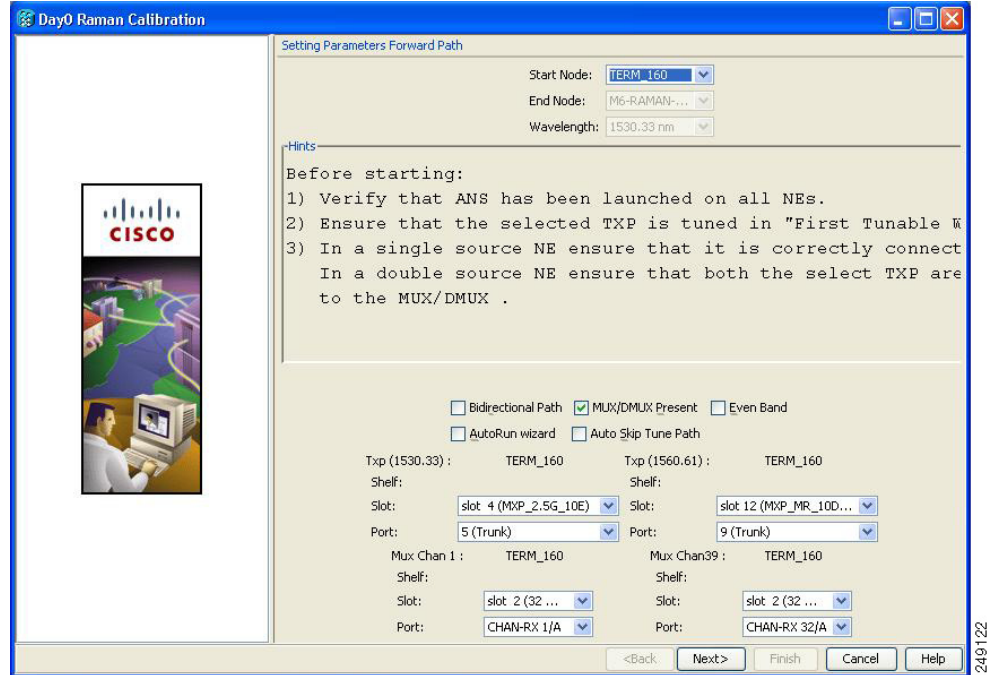 Day0 Raman Calibration
Setting Parameters Forward Path
Start Node: TERM_160
End Node: M6-RAMAN-...
Wavelength: 1530.33 nm
Hints
Before starting:
1) Verify that ANS has been launched on all NEs.
2) Ensure that the selected TXP is tuned in "First Tunable W
3) In a single source NE ensure that it is correctly connect
In a double source NE ensure that both the select TXP are
to the MUX/DMUX .
CISCO
Bidirectional Path MUX/DMUX Present Even Band
AutoRun wizard Auto Skip Tune Path
Txp (1530.33) : TERM_160 Txp (1560.61) : TERM_160
Shelf: Shelf:
Slot: slot 4 (MXP_2.5G_10E) Slot: slot 12 (MXP_MR_10D...
Port: 5 (Trunk) Port: 9 (Trunk)
Mux Chan 1 : TERM_160 Mux Chan39 : TERM_160
Shelf: Shelf:
Slot: slot 2 (32 ... Slot: slot 2 (32 ...
Port: CHAN-RX 1/A Port: CHAN-RX 32/A
<Back Next> Finish Cancel Help
249122